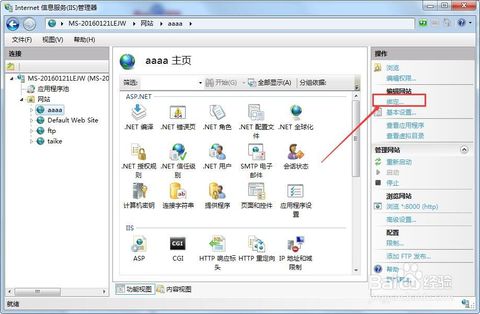 Internet 信息服务(IIS)管理器
MS-20160121LEJW ▸ 网站 ▸ aaaa ▸
文件(F) 视图(V) 帮助(H)
连接
MS-20160121LEJW (MS-20
应用程序池
网站
aaaa
Default Web Site
ftp
taike
aaaa 主页
筛选: 开始(G) 全部显示(A) 分组依据:
ASP.NET
.NET 编译
.NET 错误页
.NET 角色
.NET 配置文件
.NET 全球化
.NET 授权规则
.NET 信任级别
.NET 用户
SMTP 电子邮件
会话状态
计算机密钥
连接字符串
提供程序
页面和控件
应用程序设置
IIS
ASP
CGI
HTTP 响应标头
HTTP 重定向
IP 地址和域限制
功能视图 内容视图
操作
浏览
编辑权限...
编辑网站
绑定...
基本设置...
查看应用程序
查看虚拟目录
管理网站
重新启动
启动
停止
浏览网站
浏览 *:8000 (http)
高级设置...
配置
限制...
添加 FTP 发布...
帮助
就绪
Baidu经验